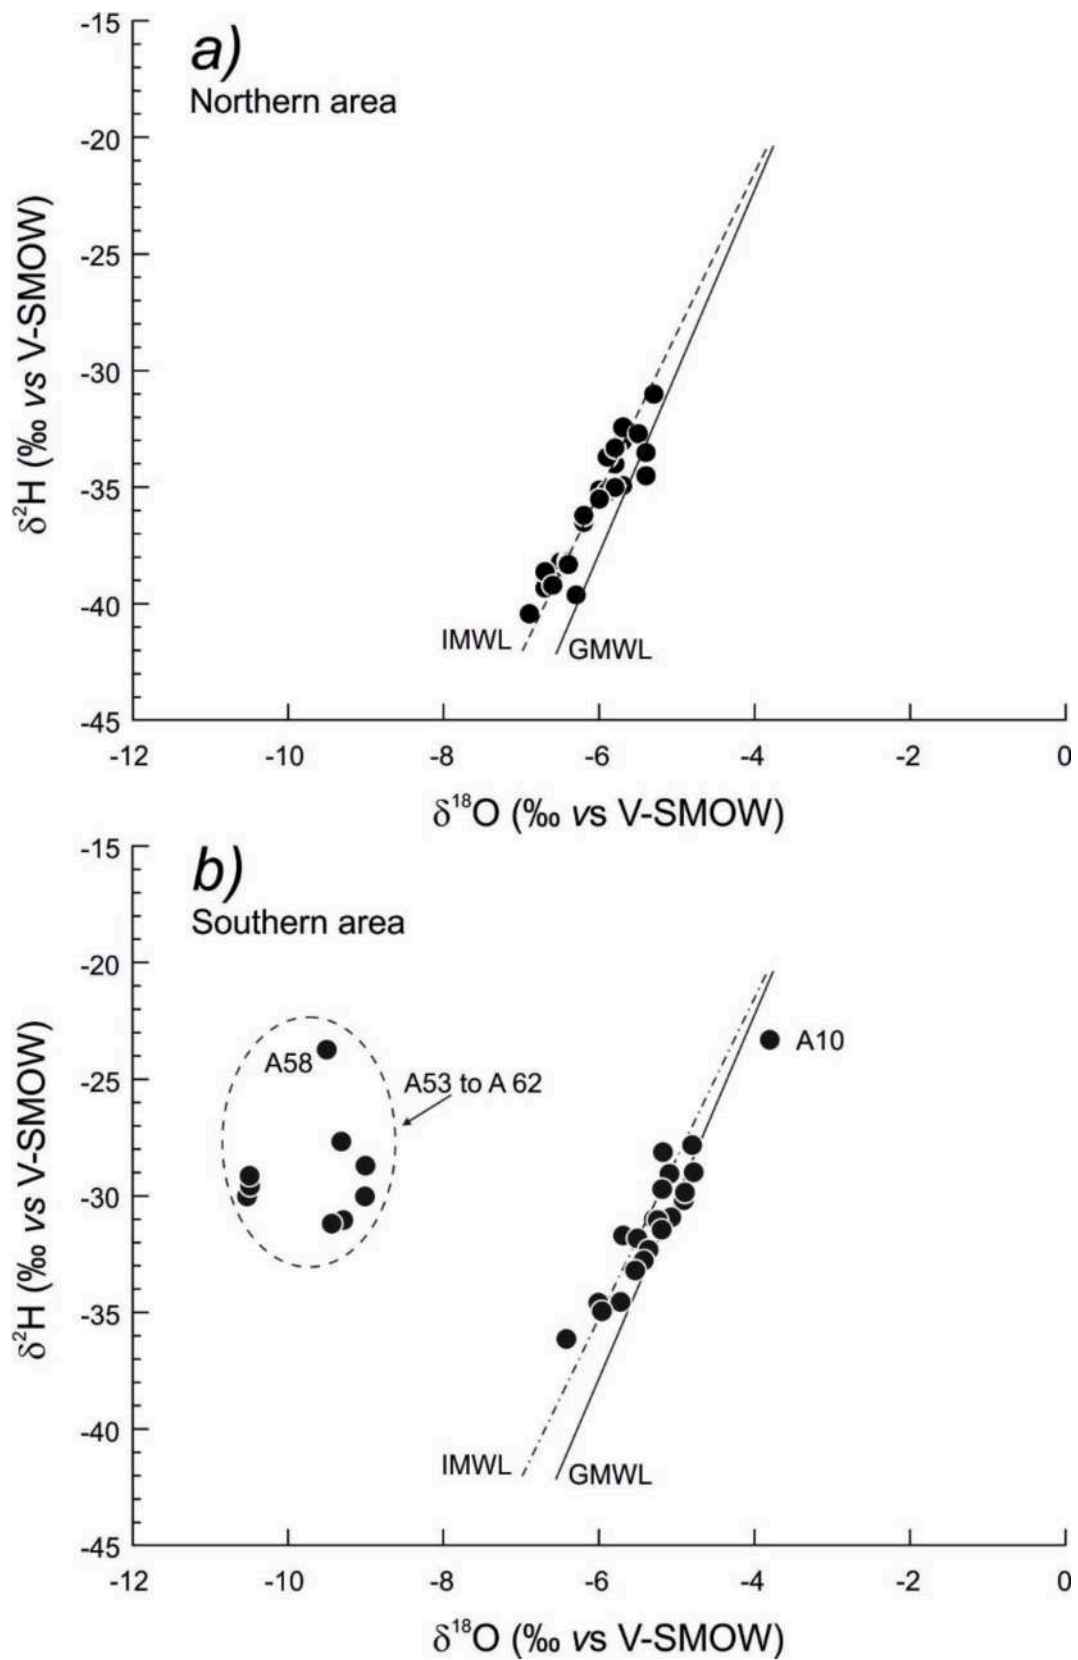 a)
Northern area
-15
-20
-25
-30
-35
-40
-45
δ²H (‰ vs V-SMOW)
IMWL
GMWL
-12 -10 -8 -6 -4 -2 0
δ¹⁸O (‰ vs V-SMOW)
b)
Southern area
-15
-20
-25
-30
-35
-40
-45
δ²H (‰ vs V-SMOW)
A58
A53 to A 62
A10
IMWL
GMWL
-12 -10 -8 -6 -4 -2 0
δ¹⁸O (‰ vs V-SMOW)